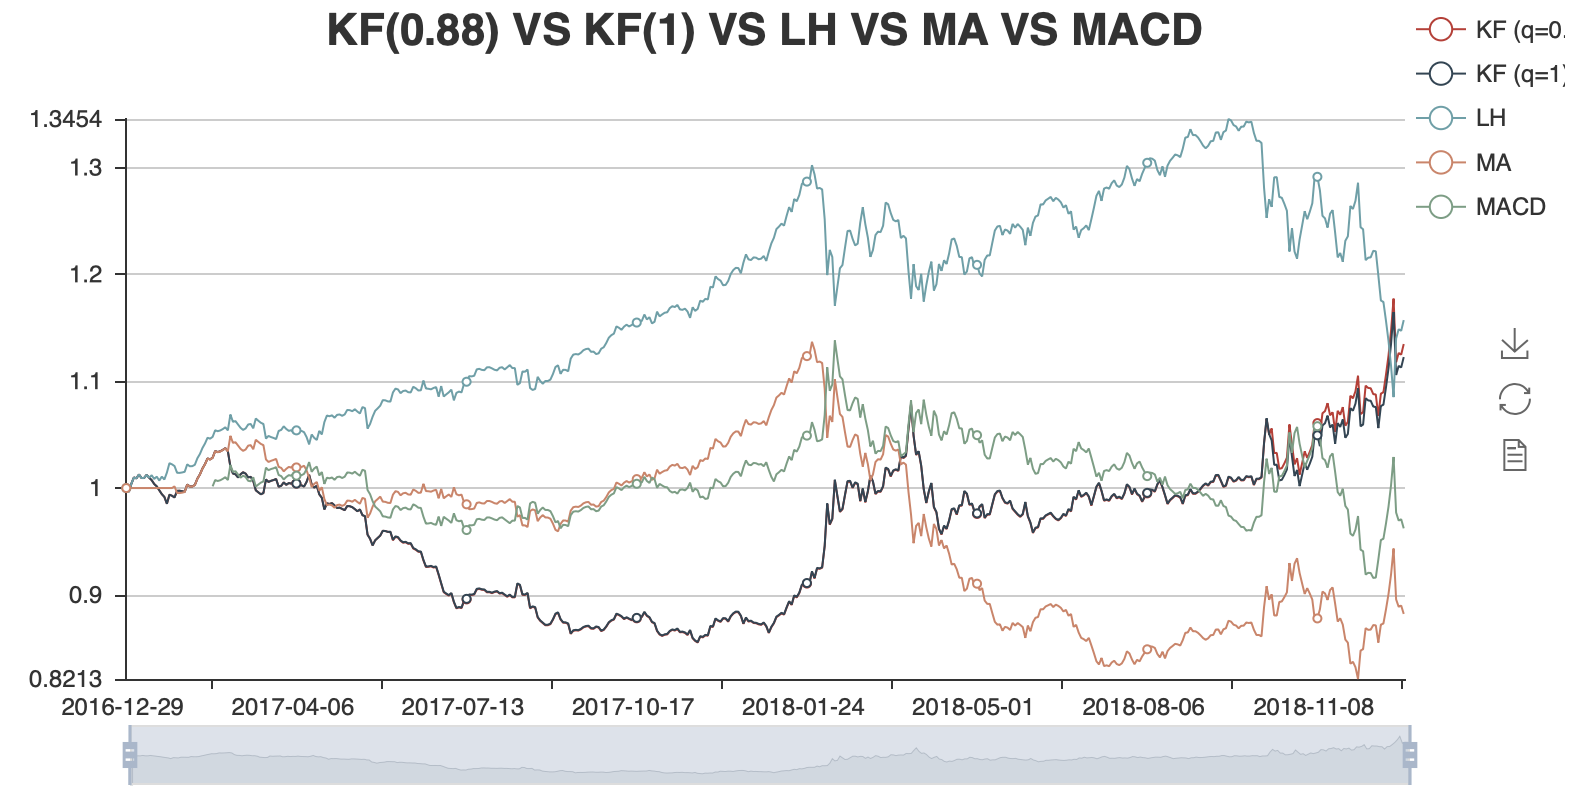 KF(0.88) VS KF(1) VS LH VS MA VS MACD
KF (q=0.
KF (q=1)
LH
MA
MACD
1.3454
1.3
1.2
1.1
1
0.9
0.8213
2016-12-29 2017-04-06 2017-07-13 2017-10-17 2018-01-24 2018-05-01 2018-08-06 2018-11-08